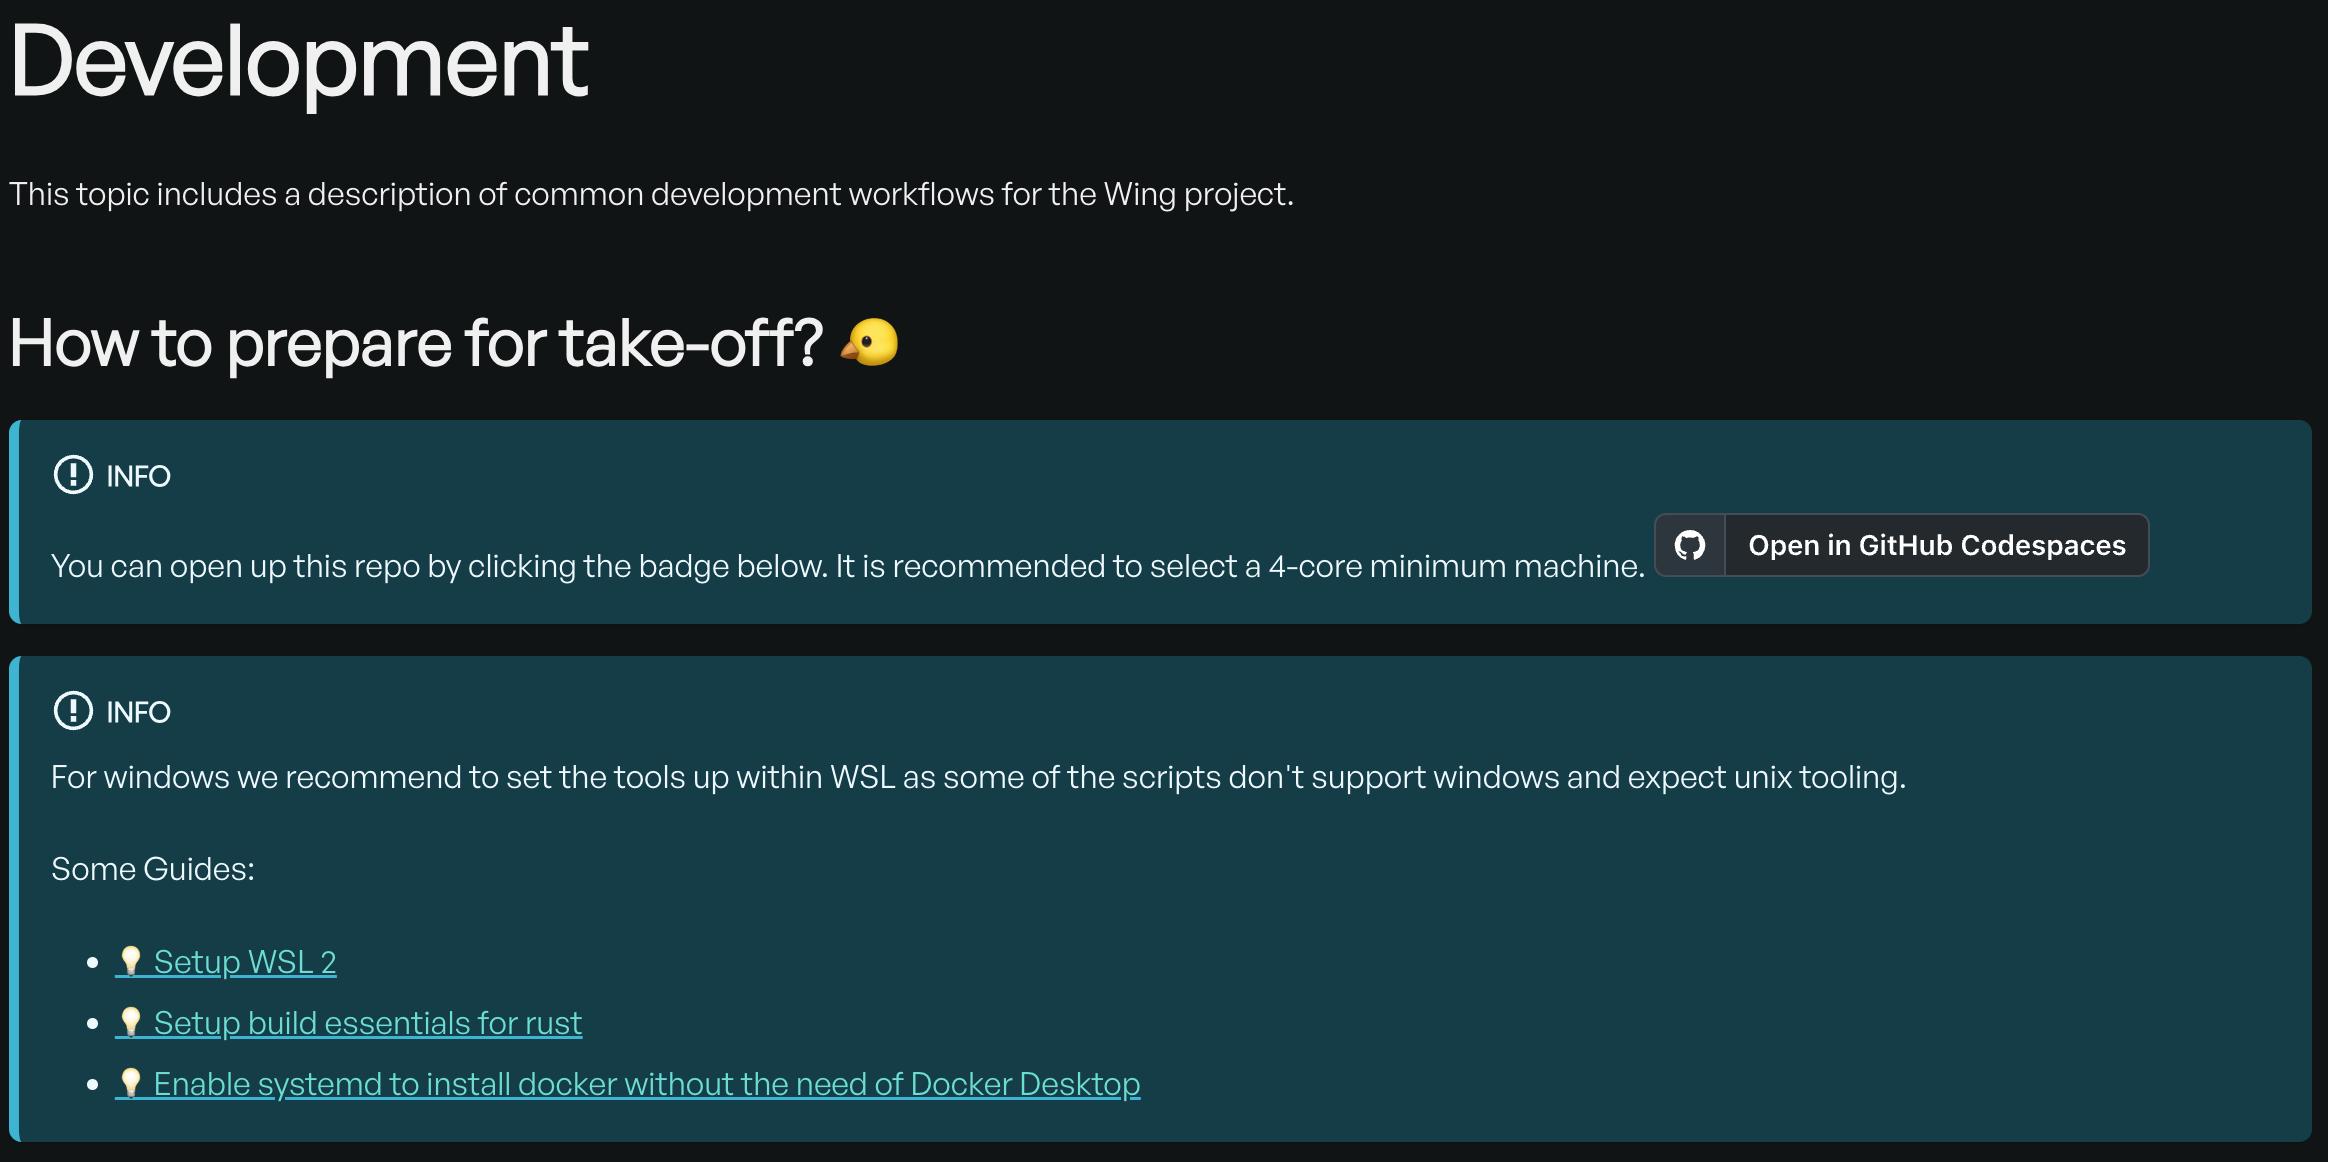 Development
This topic includes a description of common development workflows for the Wing project.
How to prepare for take-off? 🐤
INFO
You can open up this repo by clicking the badge below. It is recommended to select a 4-core minimum machine. Open in GitHub Codespaces
INFO
For windows we recommend to set the tools up within WSL as some of the scripts don't support windows and expect unix tooling.
Some Guides:
• 💡 Setup WSL 2
• 💡 Setup build essentials for rust
• 💡 Enable systemd to install docker without the need of Docker Desktop